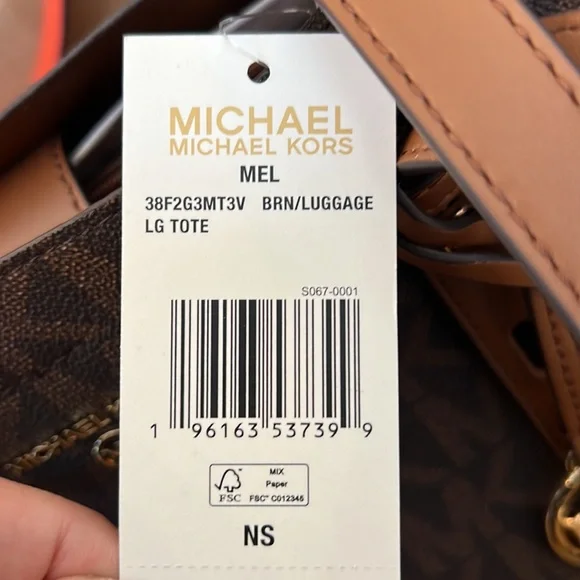 MICHAEL
MICHAEL KORS
MEL
38F2G3MT3V BRN/LUGGAGE
LG TOTE
S067-0001
1 96163 53739 9
FSC
MIX
Paper
FSC™ C012345
NS